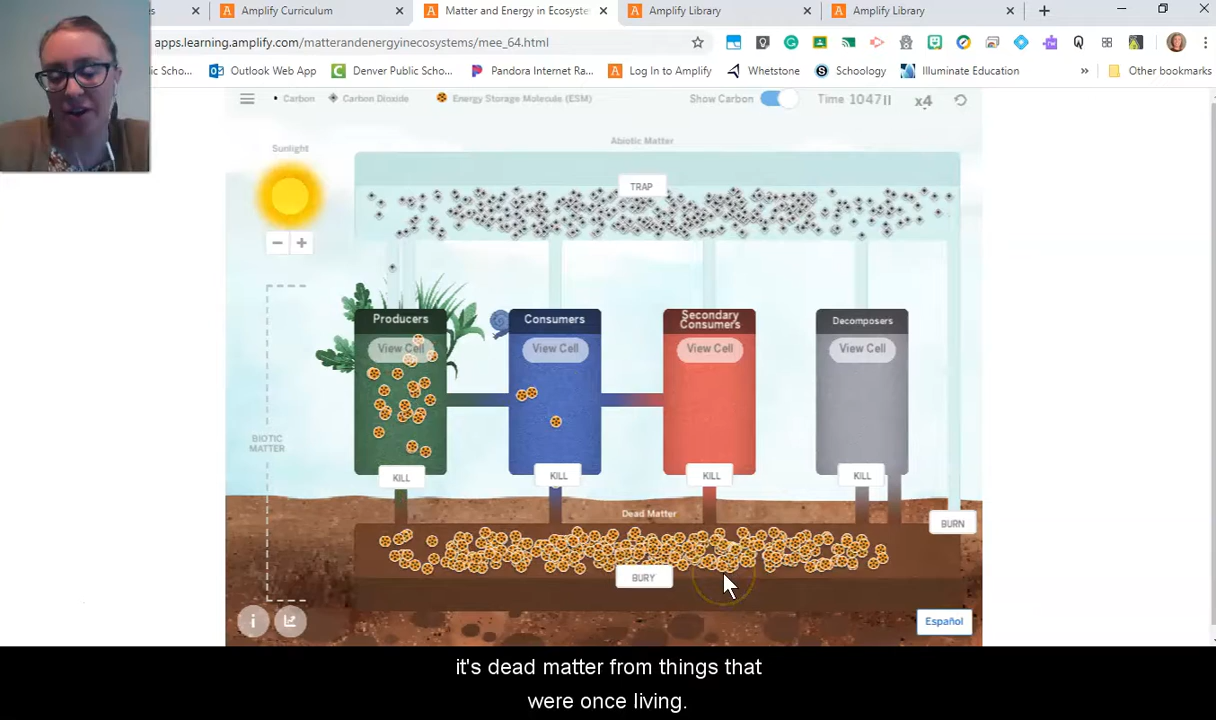 es
Amplify Curriculum
Matter and Energy in Ecosyste
Amplify Library
Amplify Library
apps.learning.amplify.com/matterandenergyinecosystems/mee_64.html
lic Scho...
Outlook Web App
Denver Public Scho...
Pandora Internet Ra...
Log In to Amplify
Whetstone
Schoology
Illuminate Education
»
Other bookmarks
Carbon
Carbon Dioxide
Energy Storage Molecule (ESM)
Show Carbon
Time 1047
x4
Sunlight
Abiotic Matter
TRAP
Producers
Consumers
Secondary
Consumers
Decomposers
View Cell
View Cell
View Cell
View Cell
BIOTIC
MATTER
KILL
KILL
KILL
KILL
Dead Matter
BURN
BURY
Español
it's dead matter from things that
were once living.